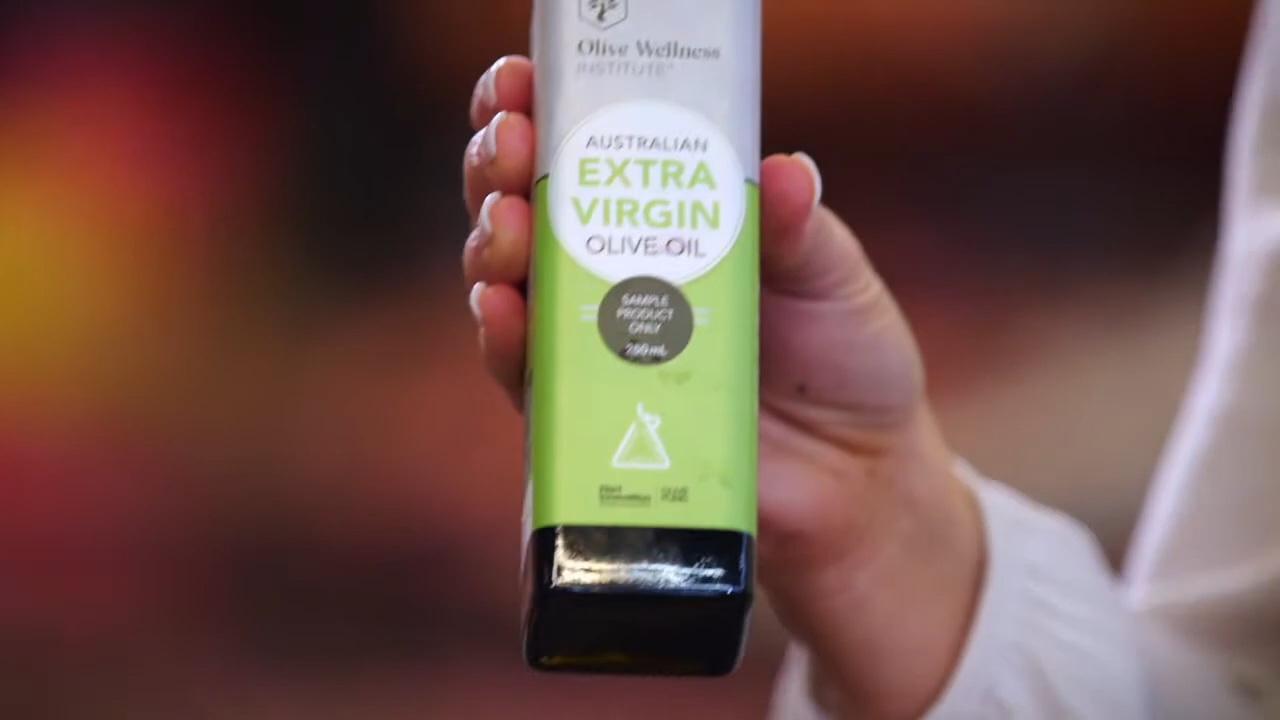 Olive Wellness
INSTITUTE
AUSTRALIAN
EXTRA
VIRGIN
OLIVE OIL
SAMPLE
PRODUCT
ONLY
250mL